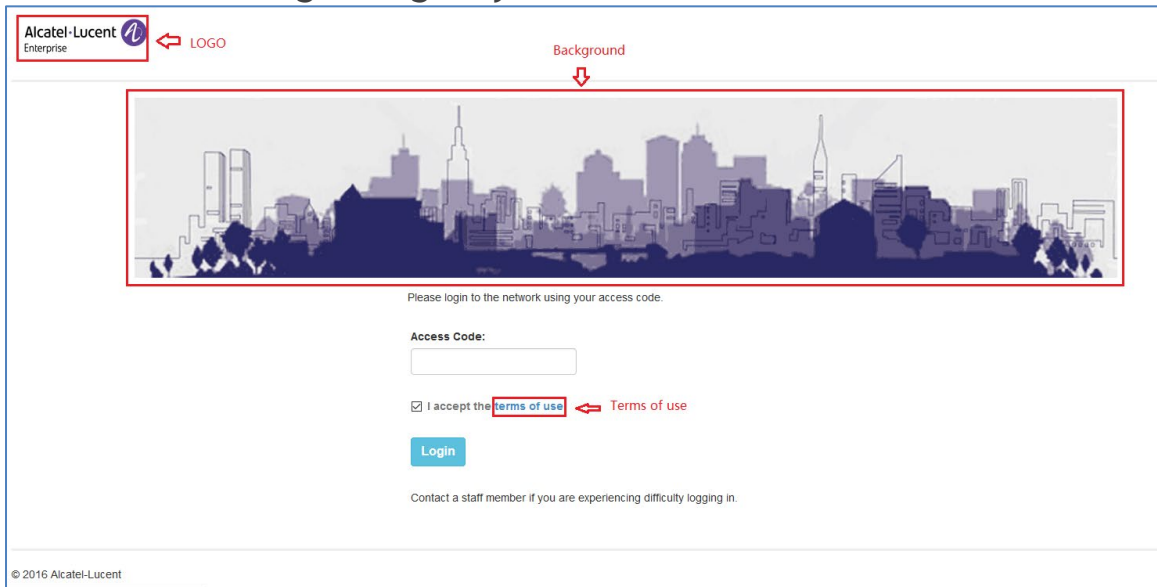 Alcatel·Lucent
Enterprise
LOGO
Background
Please login to the network using your access code.
Access Code:
I accept the terms of use
Terms of use
Login
Contact a staff member if you are experiencing difficulty logging in.
© 2016 Alcatel-Lucent